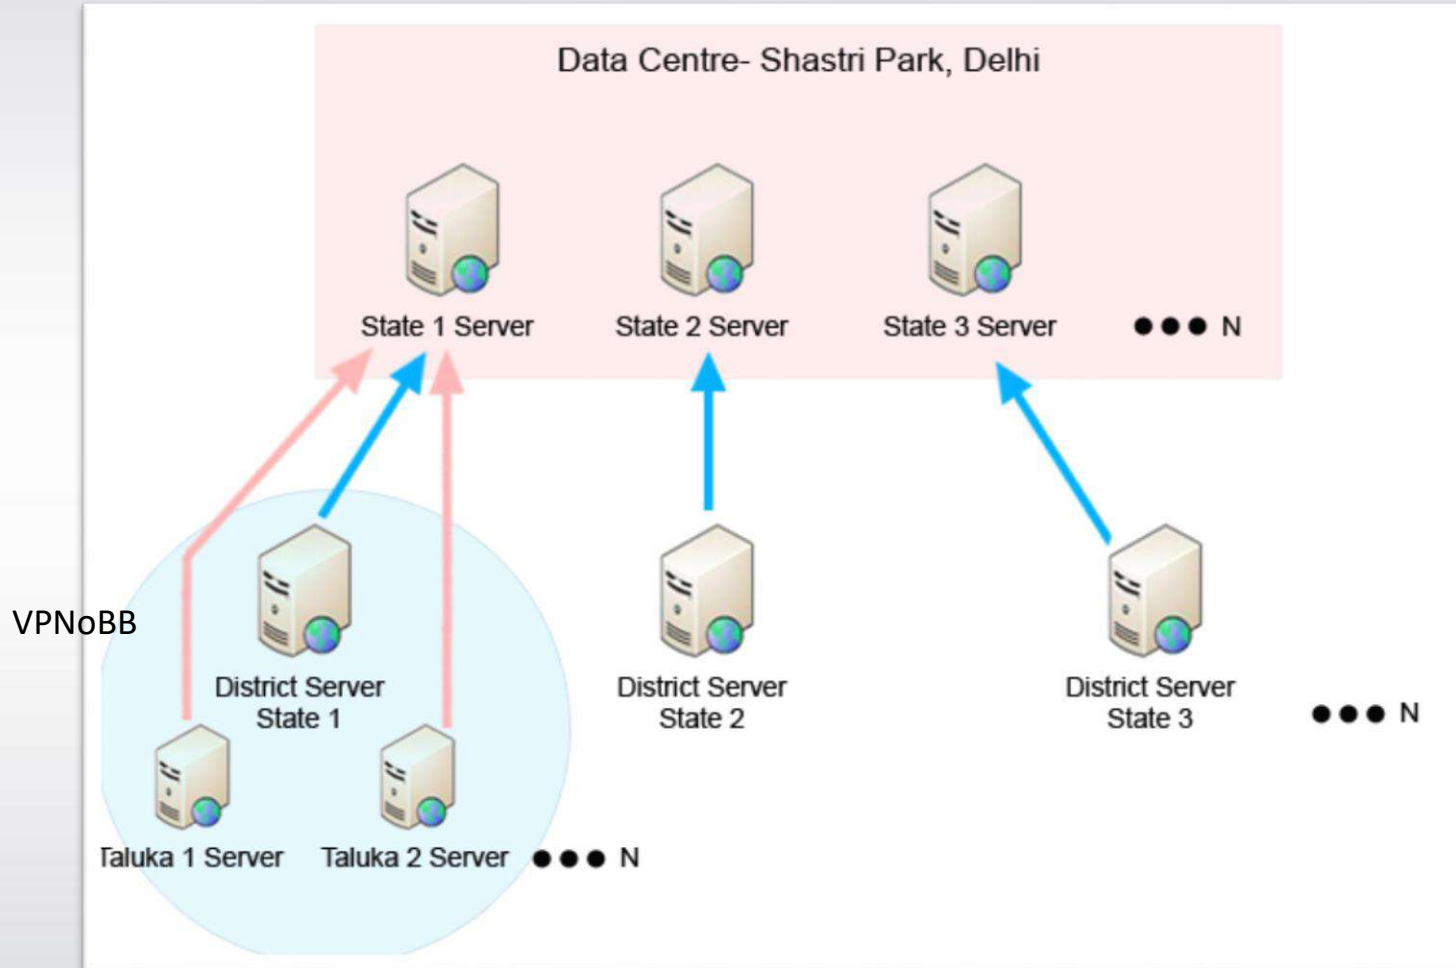 Data Centre- Shastri Park, Delhi
State 1 Server
State 2 Server
State 3 Server
●●● N
VPNoBB
District Server
State 1
District Server
State 2
District Server
State 3
●●● N
Taluka 1 Server
Taluka 2 Server
●●● N